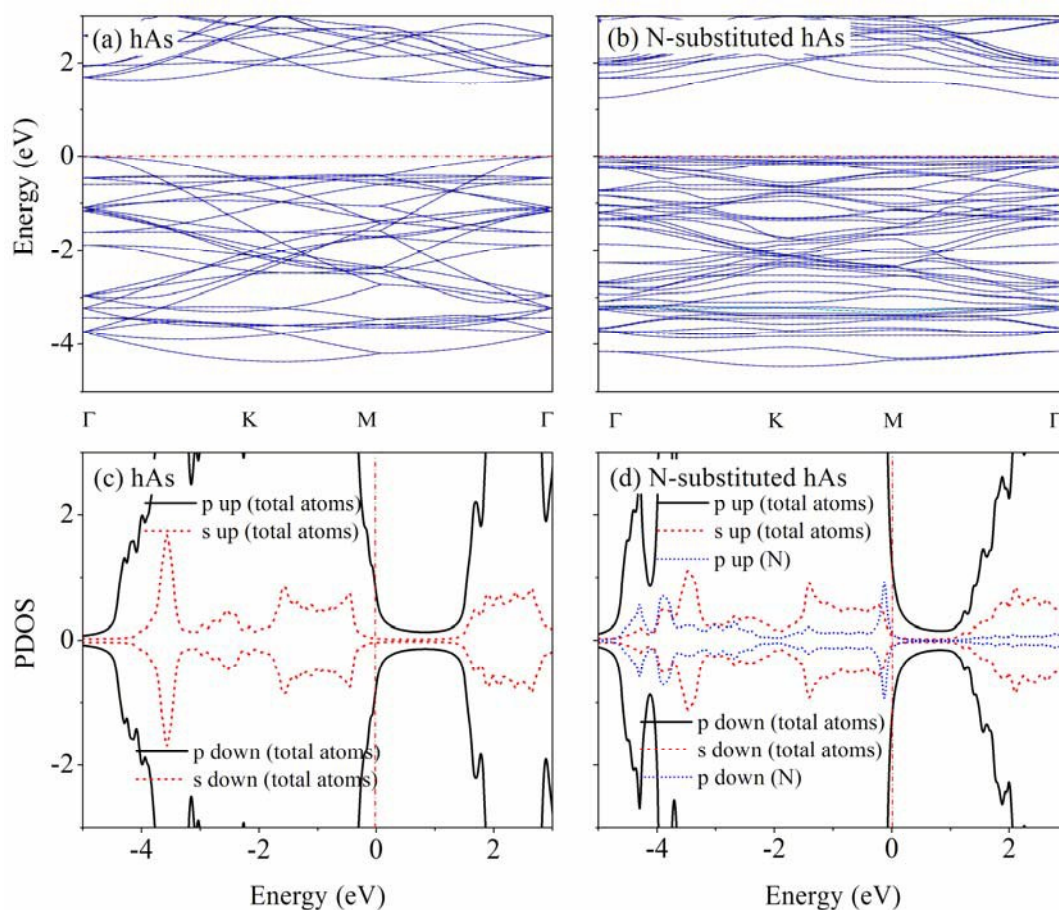 (a) hAs
(b) N-substituted hAs
Energy (eV)
2
0
-2
-4
Γ K M Γ
Γ K M Γ
(c) hAs
p up (total atoms)
s up (total atoms)
p down (total atoms)
s down (total atoms)
(d) N-substituted hAs
p up (total atoms)
s up (total atoms)
p up (N)
p down (total atoms)
s down (total atoms)
p down (N)
PDOS
2
0
-2
-4 -2 0 2
-4 -2 0 2
Energy (eV)
Energy (eV)